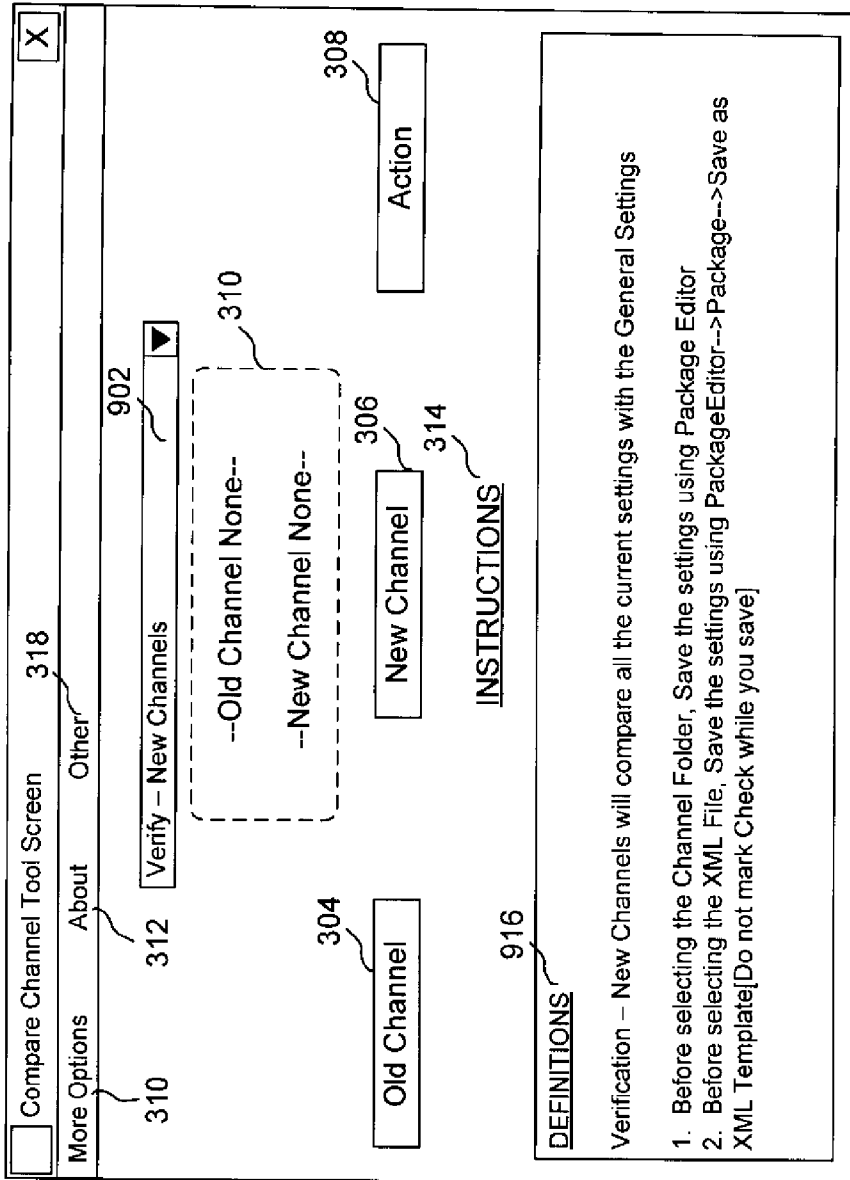 Compare Channel Tool Screen
X
318
More Options
About
Other
310
312
902
Verify – New Channels
310
--Old Channel None--
--New Channel None--
304
306
308
Old Channel
New Channel
Action
314
INSTRUCTIONS
916
DEFINITIONS
Verification – New Channels will compare all the current settings with the General Settings
1. Before selecting the Channel Folder, Save the settings using Package Editor
2. Before selecting the XML File, Save the settings using PackageEditor-->Package-->Save as
XML Template[Do not mark Check while you save]